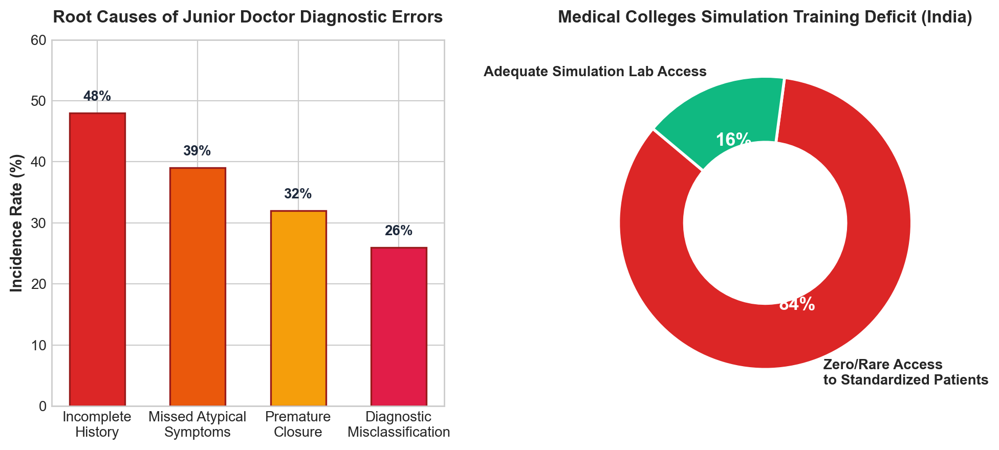 Root Causes of Junior Doctor Diagnostic Errors
Incidence Rate (%)
60
50
40
30
20
10
0
48%
39%
32%
26%
Incomplete
History
Missed Atypical
Symptoms
Premature
Closure
Diagnostic
Misclassification
Medical Colleges Simulation Training Deficit (India)
Adequate Simulation Lab Access
16%
84%
Zero/Rare Access
to Standardized Patients